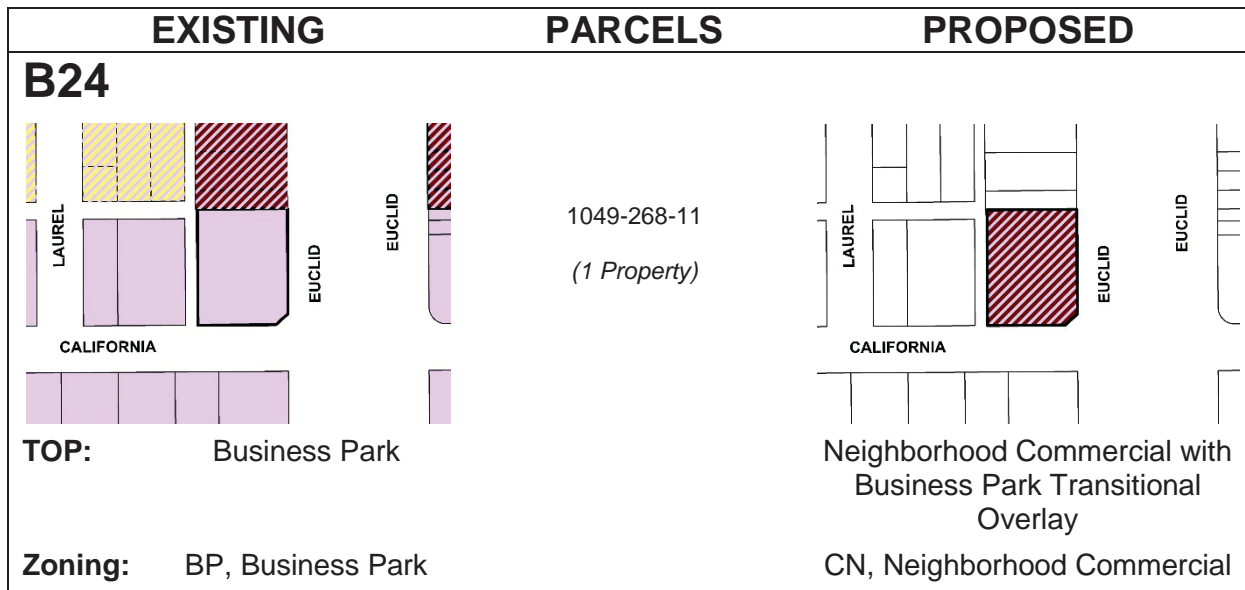 EXISTING PARCELS PROPOSED
B24
LAUREL
EUCLID
EUCLID
CALIFORNIA
1049-268-11
(1 Property)
LAUREL
EUCLID
EUCLID
CALIFORNIA
TOP: Business Park
Neighborhood Commercial with
Business Park Transitional
Overlay
Zoning: BP, Business Park
CN, Neighborhood Commercial